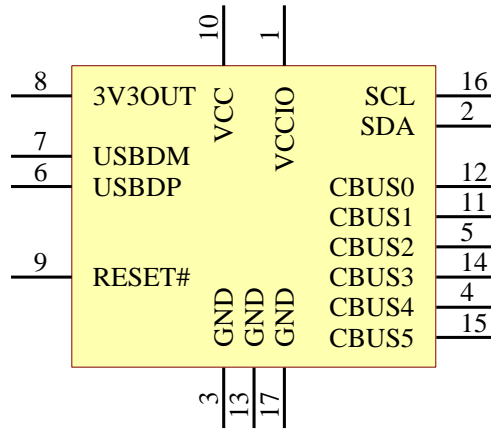 10 1
8 3V3OUT VCC VCCIO SCL 16
SDA 2
7 USBDM
6 USBDP CBUS0 12
CBUS1 11
CBUS2 5
9 RESET# CBUS3 14
GND GND GND CBUS4 4
CBUS5 15
3 13 17